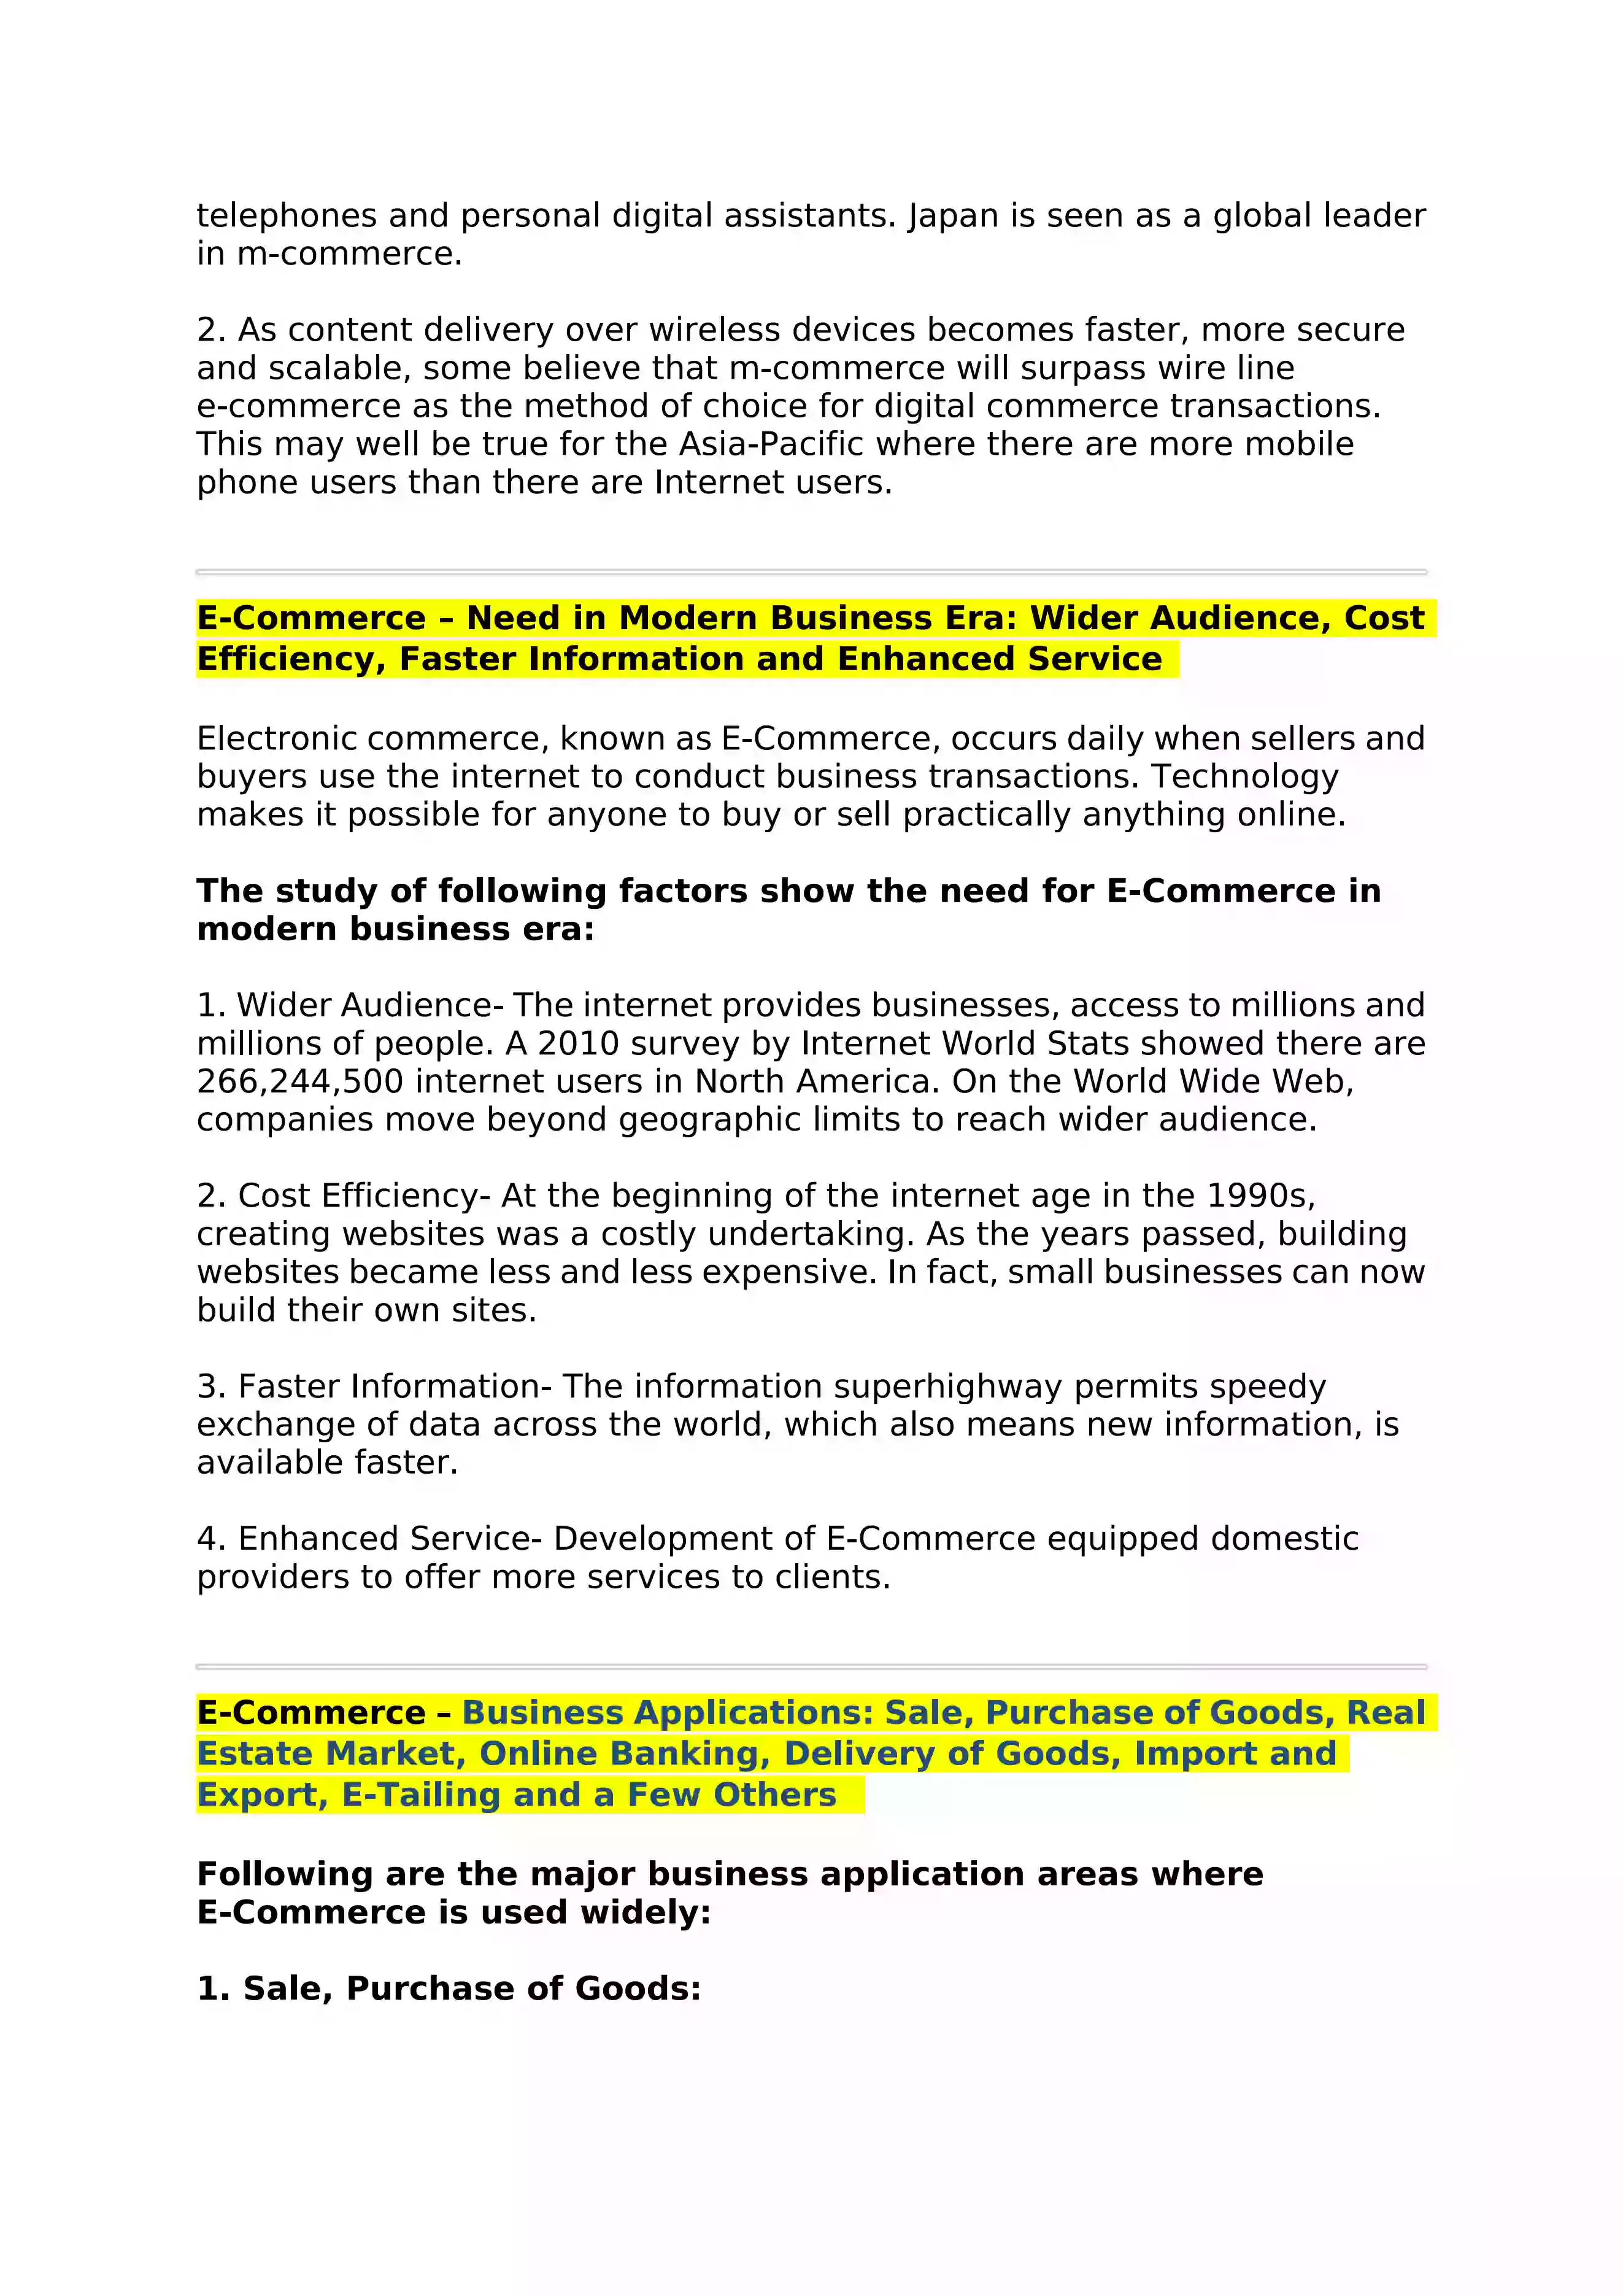 telephones and personal digital assistants. Japan is seen as a global leader
in m-commerce.
2. As content delivery over wireless devices becomes faster, more secure
and scalable, some believe that m-commerce will surpass wire line
e-commerce as the method of choice for digital commerce transactions.
This may well be true for the Asia-Pacific where there are more mobile
phone users than there are Internet users.
E-Commerce – Need in Modern Business Era: Wider Audience, Cost
Efficiency, Faster Information and Enhanced Service
Electronic commerce, known as E-Commerce, occurs daily when sellers and
buyers use the internet to conduct business transactions. Technology
makes it possible for anyone to buy or sell practically anything online.
The study of following factors show the need for E-Commerce in
modern business era:
1. Wider Audience- The internet provides businesses, access to millions and
millions of people. A 2010 survey by Internet World Stats showed there are
266,244,500 internet users in North America. On the World Wide Web,
companies move beyond geographic limits to reach wider audience.
2. Cost Efficiency- At the beginning of the internet age in the 1990s,
creating websites was a costly undertaking. As the years passed, building
websites became less and less expensive. In fact, small businesses can now
build their own sites.
3. Faster Information- The information superhighway permits speedy
exchange of data across the world, which also means new information, is
available faster.
4. Enhanced Service- Development of E-Commerce equipped domestic
providers to offer more services to clients.
E-Commerce – Business Applications: Sale, Purchase of Goods, Real
Estate Market, Online Banking, Delivery of Goods, Import and
Export, E-Tailing and a Few Others
Following are the major business application areas where
E-Commerce is used widely:
1. Sale, Purchase of Goods: